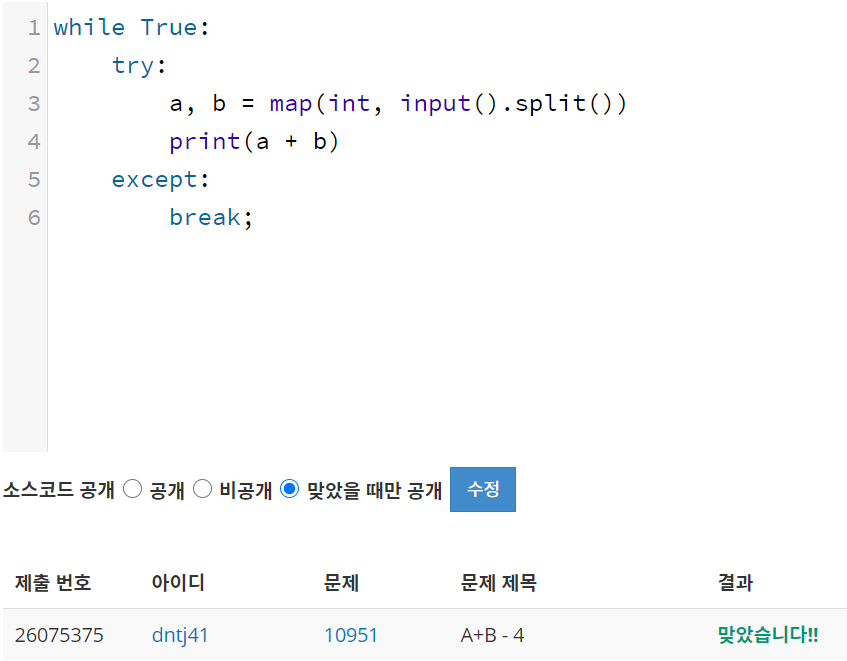 1 while True:
2     try:
3         a, b = map(int, input().split())
4         print(a + b)
5     except:
6         break;
소스코드 공개 공개 비공개 맞았을 때만 공개 수정
제출 번호 아이디 문제 문제 제목 결과
26075375 dntj41 10951 A+B - 4 맞았습니다!!